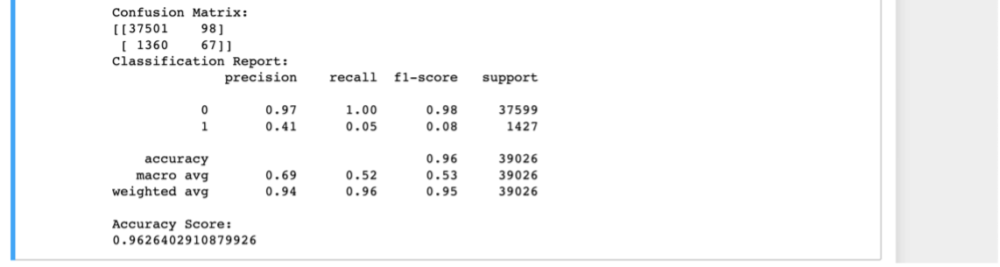 Confusion Matrix:
[[37501    98]
 [ 1360    67]]
Classification Report:
              precision    recall  f1-score   support

           0       0.97      1.00      0.98     37599
           1       0.41      0.05      0.08      1427

    accuracy                           0.96     39026
   macro avg       0.69      0.52      0.53     39026
weighted avg       0.94      0.96      0.95     39026

Accuracy Score:
0.9626402910879926